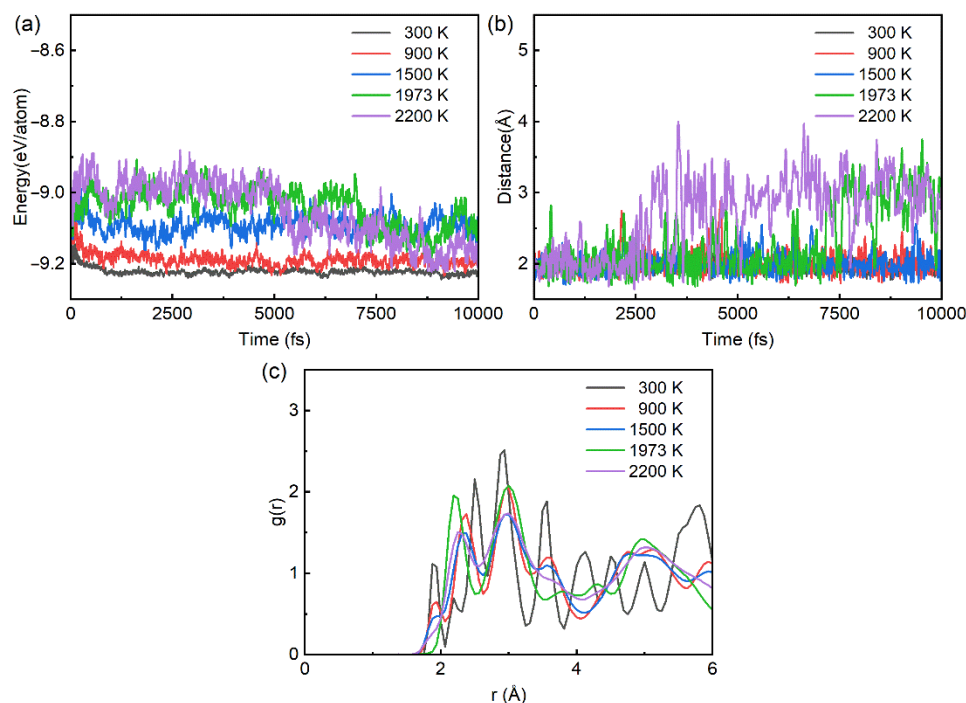 (a)
−8.6
−8.8
−9.0
−9.2
Energy(eV/atom)
300 K
900 K
1500 K
1973 K
2200 K
0
2500
5000
7500
10000
Time (fs)
(b)
5
4
3
2
Distance(Å)
300 K
900 K
1500 K
1973 K
2200 K
0
2500
5000
7500
10000
Time (fs)
(c)
3
2
1
0
g(r)
300 K
900 K
1500 K
1973 K
2200 K
0
2
4
6
r (Å)